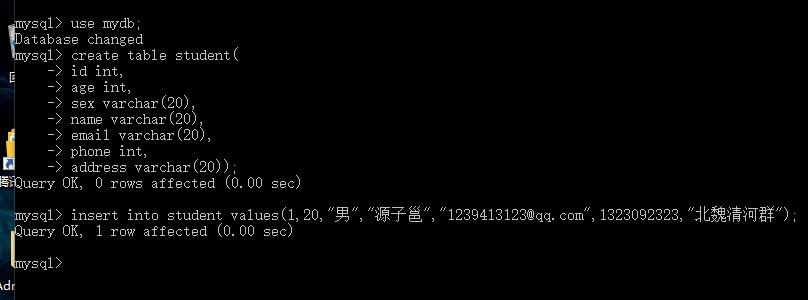 mysql> use mydb;
Database changed
mysql> create table student(
    -> id int,
    -> age int,
    -> sex varchar(20),
    -> name varchar(20),
    -> email varchar(20),
    -> phone int,
    -> address varchar(20));
Query OK, 0 rows affected (0.00 sec)
mysql> insert into student values(1,20,"男","源子邕","1239413123@qq.com",1323092323,"北魏清河群");
Query OK, 1 row affected (0.00 sec)
mysql>